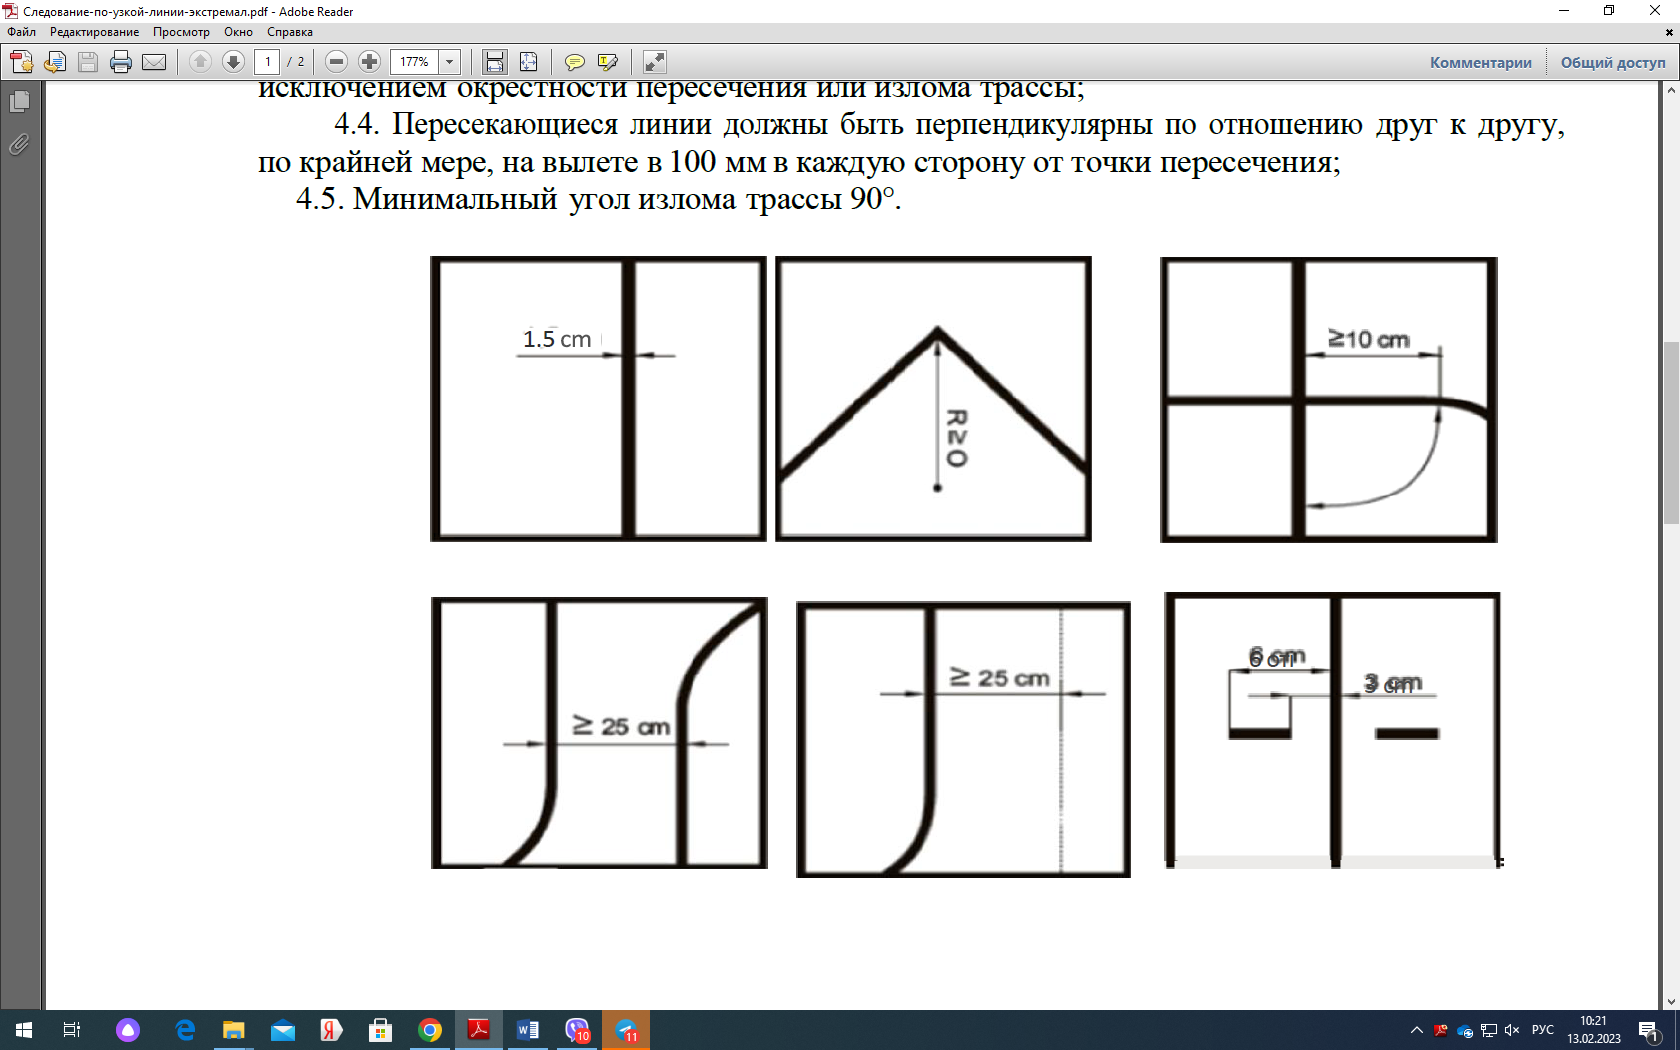 Следование-по-узкой-линии-экстремал.pdf - Adobe Reader
Файл Редактирование Просмотр Окно Справка
1 / 2 177% Комментарии Общий доступ
исключением окрестности пересечения или излома трассы;
4.4. Пересекающиеся линии должны быть перпендикулярны по отношению друг к другу,
по крайней мере, на вылете в 100 мм в каждую сторону от точки пересечения;
4.5. Минимальный угол излома трассы 90°.
1.5 cm
R ≥ 0
≥10 cm
≥ 25 cm
≥ 25 cm
6 cm
3 cm
10
11
РУС
10:21
13.02.2023
1